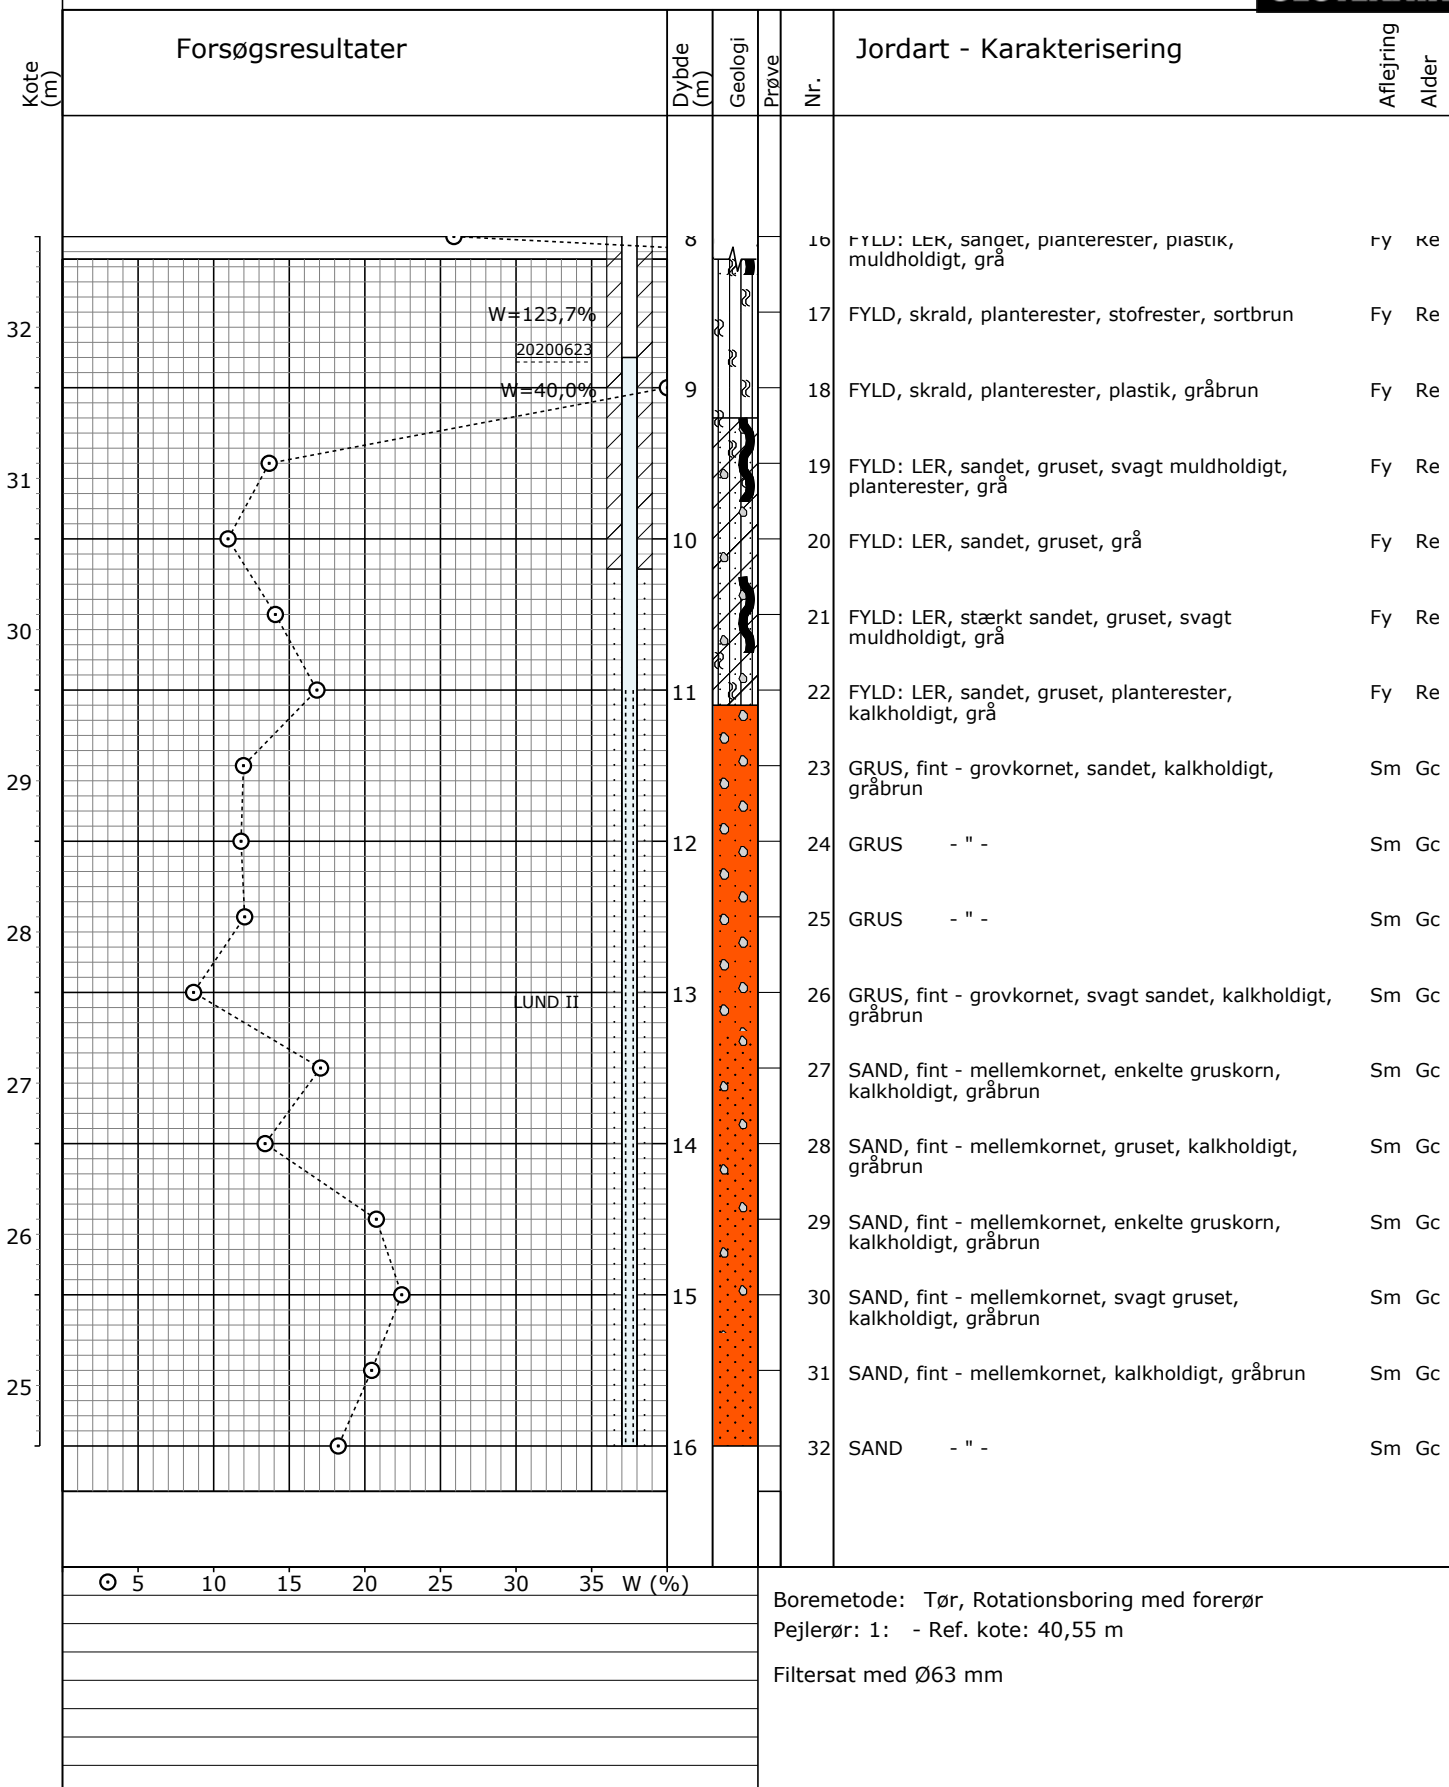 Kote (m)
Forsøgsresultater
Dybde (m)
Geologi
Prøve
Nr.
Jordart - Karakterisering
Aflejring
Alder
8
16 FYLD: LER, sandet, planterester, plastik, Fy Re
muldholdigt, grå
W=123,7%
17 FYLD, skrald, planterester, stofrester, sortbrun Fy Re
32
20200623
W=40,0%
9
18 FYLD, skrald, planterester, plastik, gråbrun Fy Re
19 FYLD: LER, sandet, gruset, svagt muldholdigt, Fy Re
planterester, grå
31
10
20 FYLD: LER, sandet, gruset, grå Fy Re
21 FYLD: LER, stærkt sandet, gruset, svagt Fy Re
muldholdigt, grå
30
11
22 FYLD: LER, sandet, gruset, planterester, Fy Re
kalkholdigt, grå
23 GRUS, fint - grovkornet, sandet, kalkholdigt, Sm Gc
gråbrun
29
12
24 GRUS - " - Sm Gc
25 GRUS - " - Sm Gc
28
LUND II
13
26 GRUS, fint - grovkornet, svagt sandet, kalkholdigt, Sm Gc
gråbrun
27 SAND, fint - mellemkornet, enkelte gruskorn, Sm Gc
kalkholdigt, gråbrun
27
14
28 SAND, fint - mellemkornet, gruset, kalkholdigt, Sm Gc
gråbrun
29 SAND, fint - mellemkornet, enkelte gruskorn, Sm Gc
kalkholdigt, gråbrun
26
15
30 SAND, fint - mellemkornet, svagt gruset, Sm Gc
kalkholdigt, gråbrun
31 SAND, fint - mellemkornet, kalkholdigt, gråbrun Sm Gc
25
16
32 SAND - " - Sm Gc
5 10 15 20 25 30 35 W (%)
Boremetode: Tør, Rotationsboring med forerør
Pejlerør: 1: - Ref. kote: 40,55 m
Filtersat med Ø63 mm